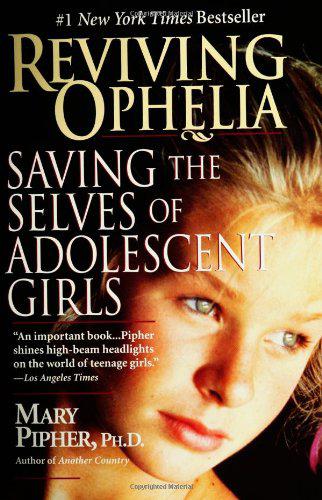 #1 New York Times Bestseller
REVIVING
OPHELIA
SAVING THE
SELVES OF
ADOLESCENT
GIRLS
"An important book...Pipher
shines high-beam headlights
on the world of teenage girls."
—Los Angeles Times
MARY
PIPHER, PH.D.
Author of Another Country